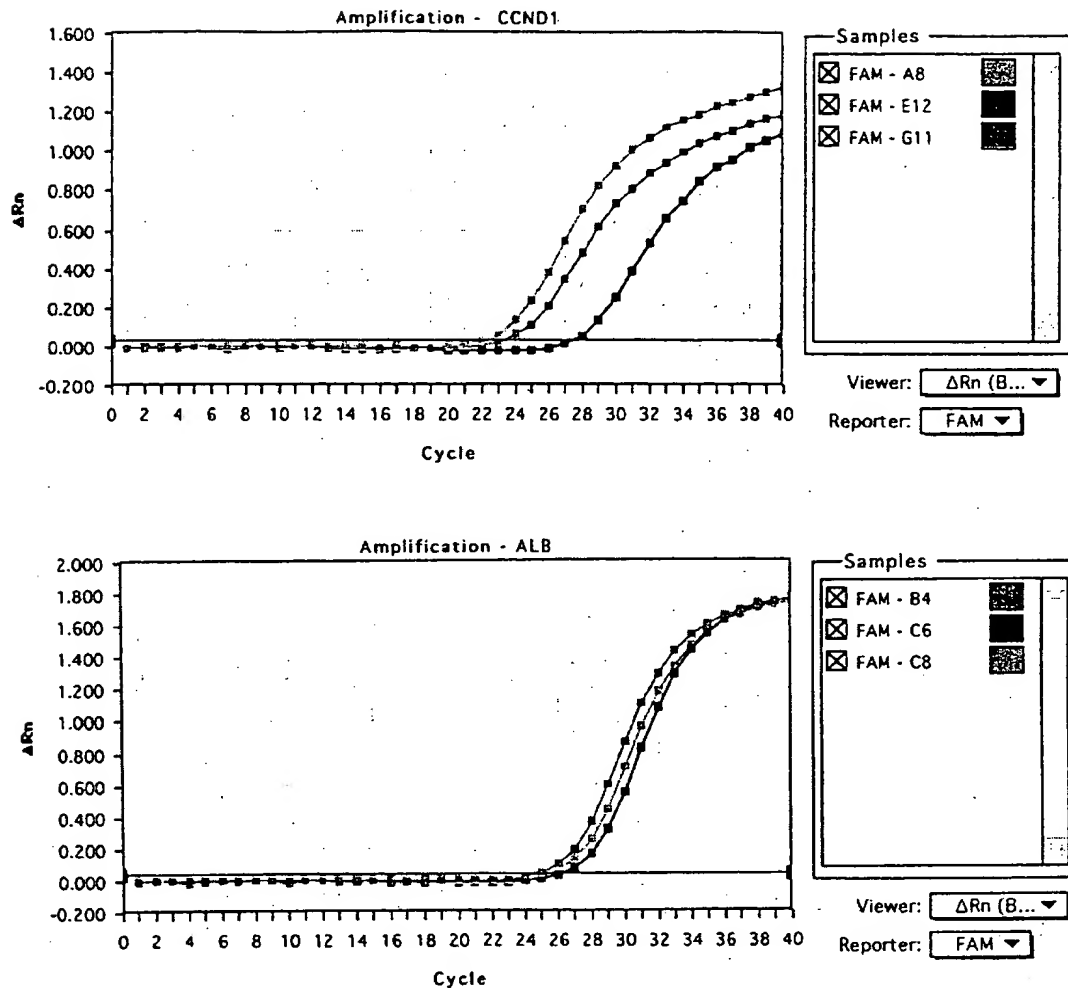 Amplification - CCND1
1.600
1.400
1.200
1.000
0.800
0.600
0.400
0.200
0.000
-0.200
ΔRn
0 2 4 6 8 10 12 14 16 18 20 22 24 26 28 30 32 34 36 38 40
Cycle
Samples
FAM - A8
FAM - E12
FAM - G11
Viewer: ΔRn (B...
Reporter: FAM
Amplification - ALB
2.000
1.800
1.600
1.400
1.200
1.000
0.800
0.600
0.400
0.200
0.000
-0.200
ΔRn
0 2 4 6 8 10 12 14 16 18 20 22 24 26 28 30 32 34 36 38 40
Cycle
Samples
FAM - B4
FAM - C6
FAM - C8
Viewer: ΔRn (B...
Reporter: FAM